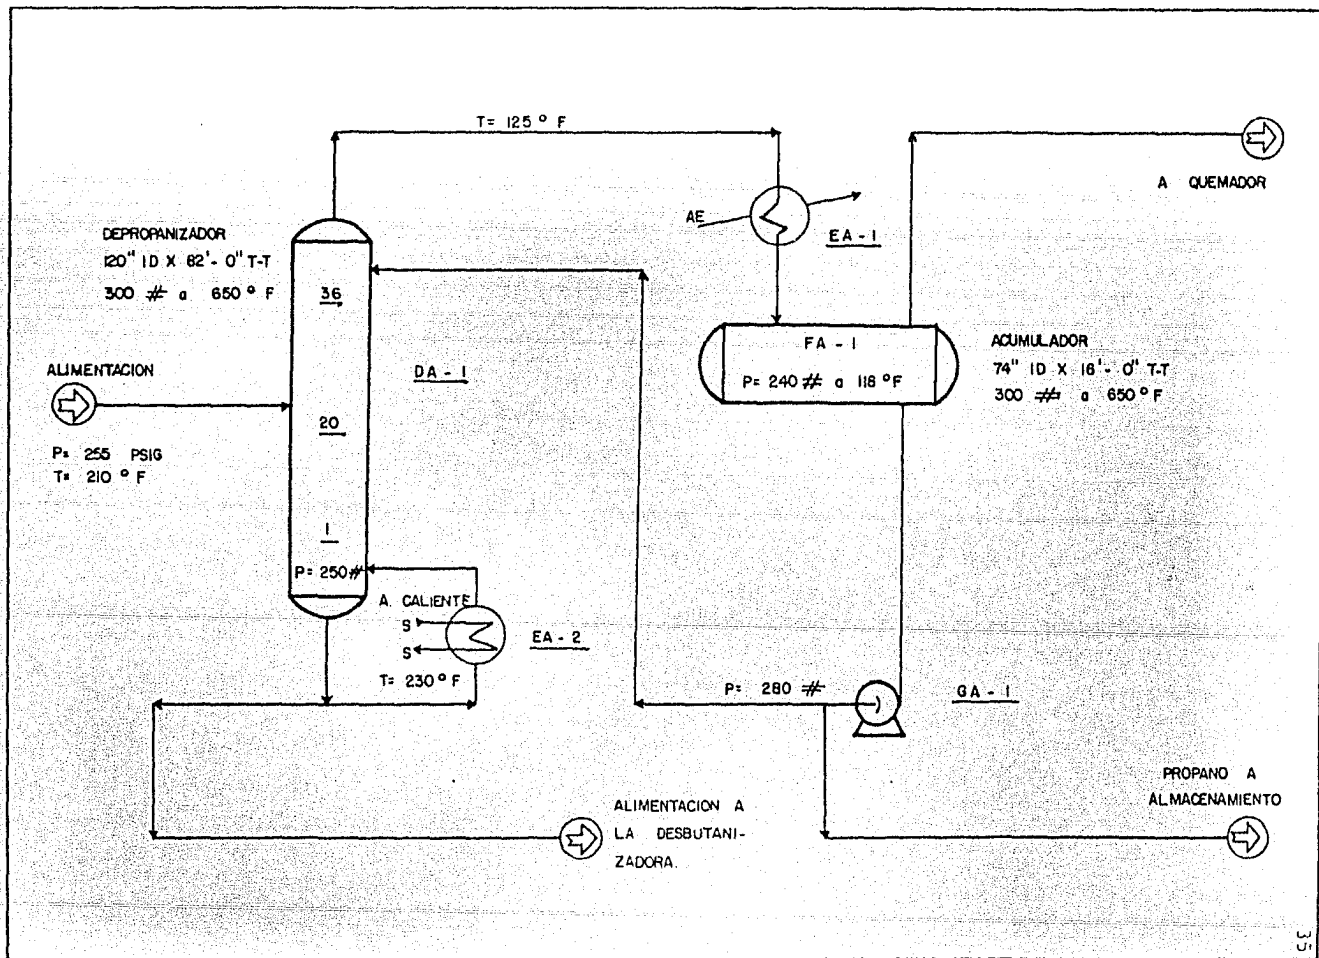 T= 125 ° F
A QUEMADOR
AE
EA - 1
DEPROPANIZADOR
120" ID X 82'- 0" T-T
300 # a 650 ° F
36
FA - 1
P= 240 # a 118 °F
ACUMULADOR
74" ID X 16'- 0" T-T
300 # a 650 °F
ALIMENTACION
DA - 1
20
P= 255 PSIG
T= 210 ° F
1
P= 250#
A. CALIENTE
S
S
EA - 2
T= 230° F
P= 280 #
GA - 1
PROPANO A
ALMACENAMIENTO
ALIMENTACION A
LA DESBUTANI-
ZADORA.